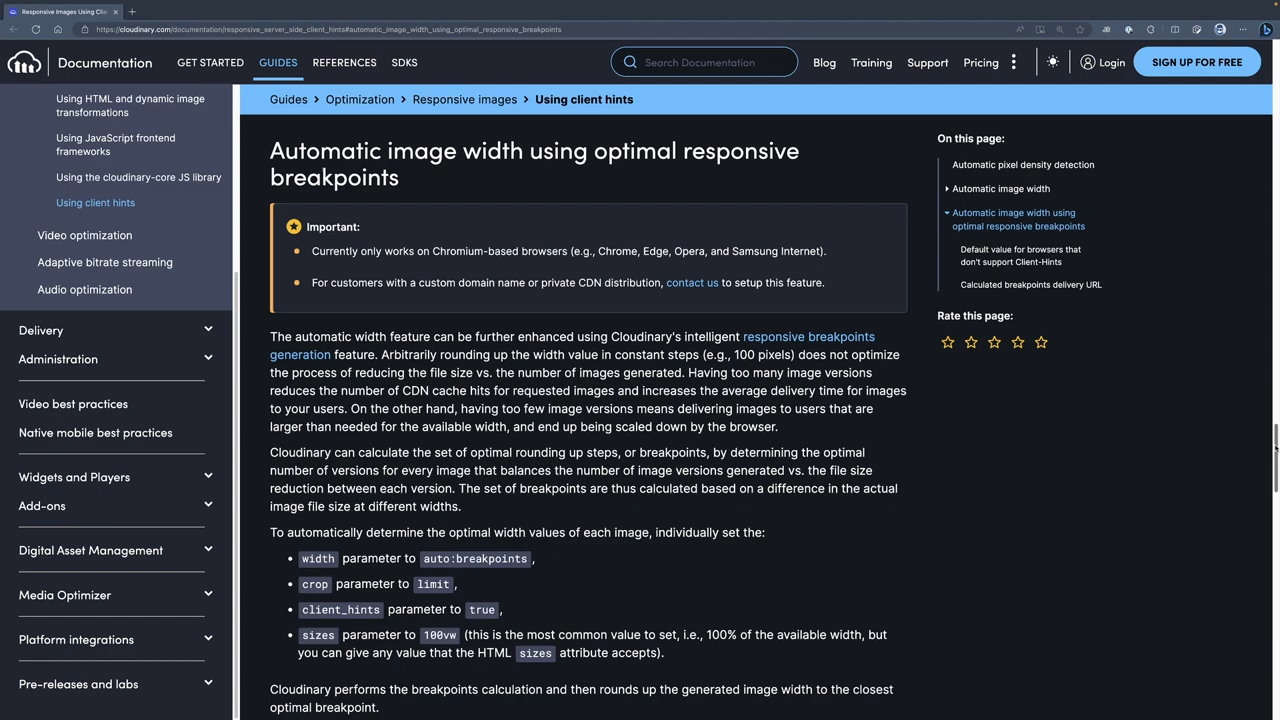 Responsive Images Using Cli
https://cloudinary.com/documentation/responsive_server_side_client_hints#automatic_image_width_using_optimal_responsive_breakpoints
Documentation
GET STARTED
GUIDES
REFERENCES
SDKS
Search Documentation
Blog
Training
Support
Pricing
Login
SIGN UP FOR FREE
Using HTML and dynamic image
transformations
Using JavaScript frontend
frameworks
Using the cloudinary-core JS library
Using client hints
Video optimization
Adaptive bitrate streaming
Audio optimization
Delivery
Administration
Video best practices
Native mobile best practices
Widgets and Players
Add-ons
Digital Asset Management
Media Optimizer
Platform integrations
Pre-releases and labs
Guides > Optimization > Responsive images > Using client hints
Automatic image width using optimal responsive
breakpoints
Important:
Currently only works on Chromium-based browsers (e.g., Chrome, Edge, Opera, and Samsung Internet).
For customers with a custom domain name or private CDN distribution, contact us to setup this feature.
The automatic width feature can be further enhanced using Cloudinary's intelligent responsive breakpoints
generation feature. Arbitrarily rounding up the width value in constant steps (e.g., 100 pixels) does not optimize
the process of reducing the file size vs. the number of images generated. Having too many image versions
reduces the number of CDN cache hits for requested images and increases the average delivery time for images
to your users. On the other hand, having too few image versions means delivering images to users that are
larger than needed for the available width, and end up being scaled down by the browser.
Cloudinary can calculate the set of optimal rounding up steps, or breakpoints, by determining the optimal
number of versions for every image that balances the number of image versions generated vs. the file size
reduction between each version. The set of breakpoints are thus calculated based on a difference in the actual
image file size at different widths.
To automatically determine the optimal width values of each image, individually set the:
• width parameter to auto:breakpoints,
• crop parameter to limit,
• client_hints parameter to true,
• sizes parameter to 100vw (this is the most common value to set, i.e., 100% of the available width, but
you can give any value that the HTML sizes attribute accepts).
Cloudinary performs the breakpoints calculation and then rounds up the generated image width to the closest
optimal breakpoint.
On this page:
Automatic pixel density detection
Automatic image width
Automatic image width using
optimal responsive breakpoints
Default value for browsers that
don't support Client-Hints
Calculated breakpoints delivery URL
Rate this page: